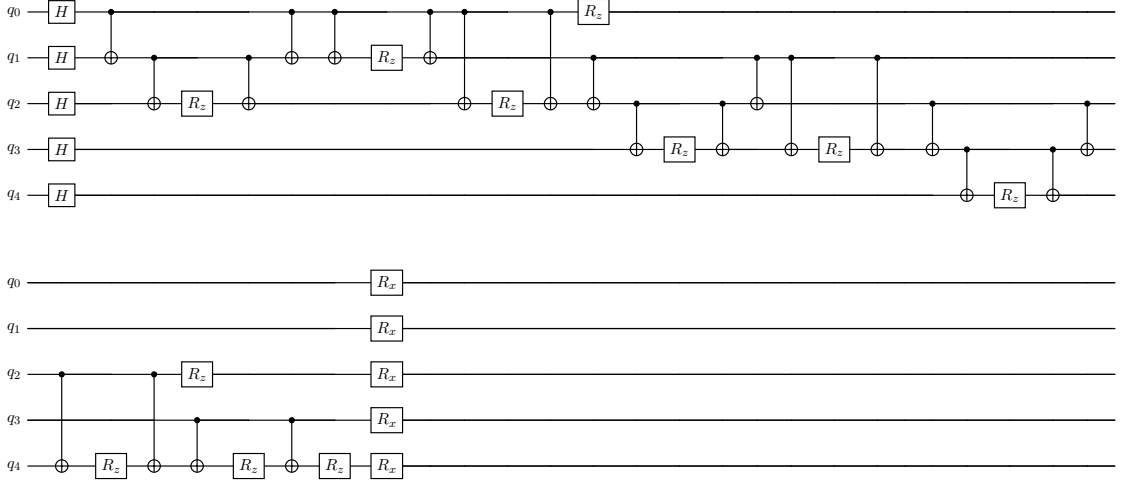 q0 H Rz
q1 H Rz
q2 H Rz Rz
q3 H Rz Rz
q4 H Rz
q0 Rx
q1 Rx
q2 Rz Rx
q3 Rx
q4 Rz Rz Rz Rx